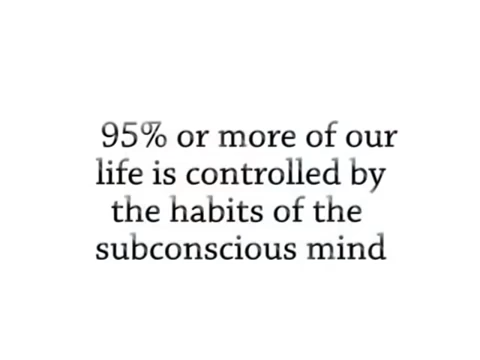 95% or more of our
life is controlled by
the habits of the
subconscious mind